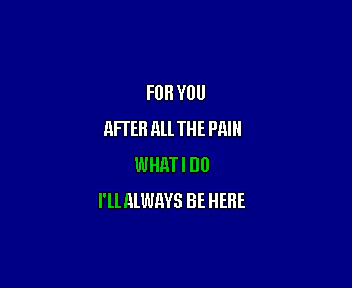 FOR YOU
AFTER ALL THE PAIN
WHAT I DO
I'LL ALWAYS BE HERE